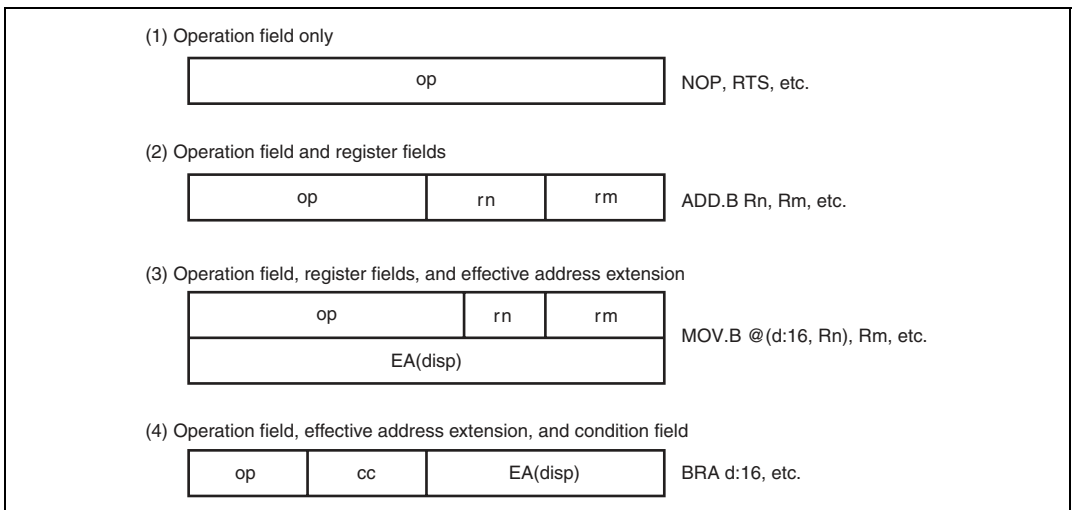 (1) Operation field only
op
NOP, RTS, etc.
(2) Operation field and register fields
op rn rm
ADD.B Rn, Rm, etc.
(3) Operation field, register fields, and effective address extension
op rn rm
EA(disp)
MOV.B @(d:16, Rn), Rm, etc.
(4) Operation field, effective address extension, and condition field
op cc EA(disp)
BRA d:16, etc.